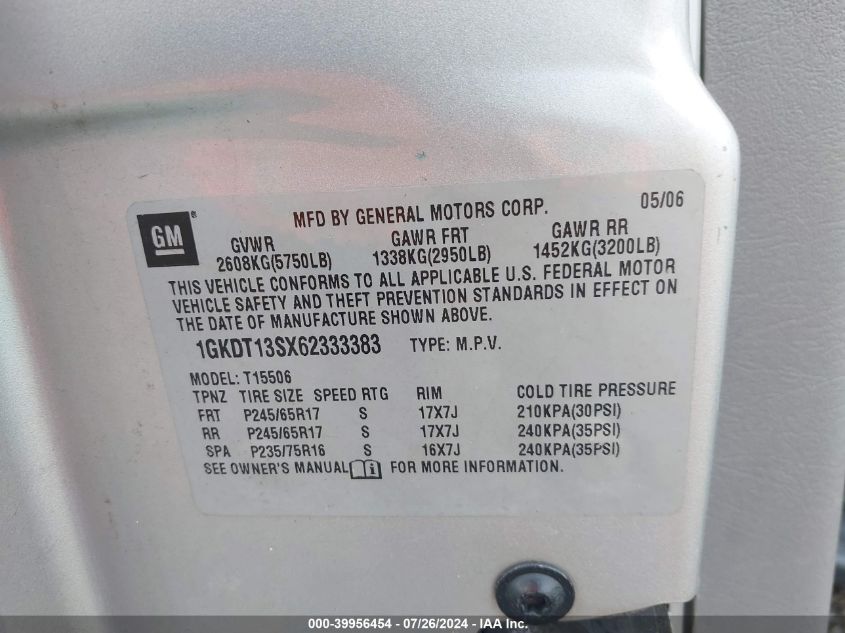 GM®
MFD BY GENERAL MOTORS CORP. 05/06
GVWR GAWR FRT GAWR RR
2608KG(5750LB) 1338KG(2950LB) 1452KG(3200LB)
THIS VEHICLE CONFORMS TO ALL APPLICABLE U.S. FEDERAL MOTOR
VEHICLE SAFETY AND THEFT PREVENTION STANDARDS IN EFFECT ON
THE DATE OF MANUFACTURE SHOWN ABOVE.
1GKDT13SX62333383 TYPE: M.P.V.
MODEL: T15506
TPNZ TIRE SIZE SPEED RTG RIM COLD TIRE PRESSURE
FRT P245/65R17 S 17X7J 210KPA(30PSI)
RR P245/65R17 S 17X7J 240KPA(35PSI)
SPA P235/75R16 S 16X7J 240KPA(35PSI)
SEE OWNER'S MANUAL i FOR MORE INFORMATION.
000-39956454 - 07/26/2024 - IAA Inc.